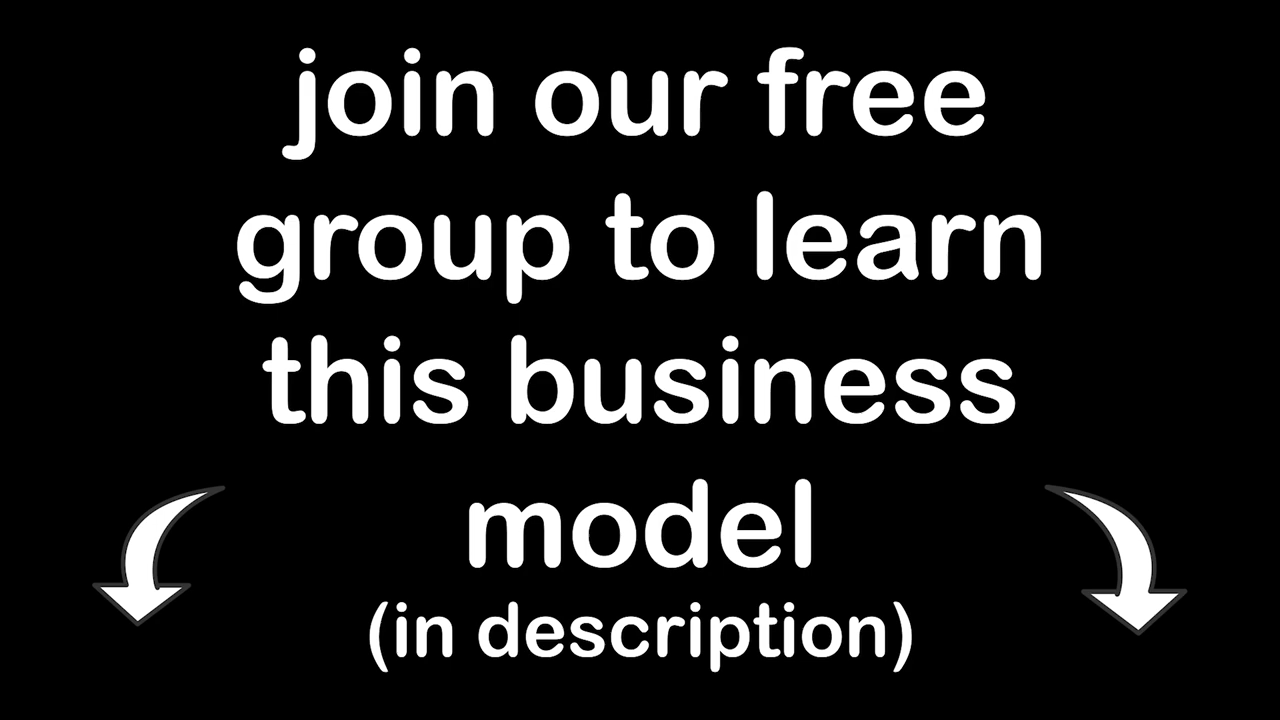 join our free
group to learn
this business
model
(in description)